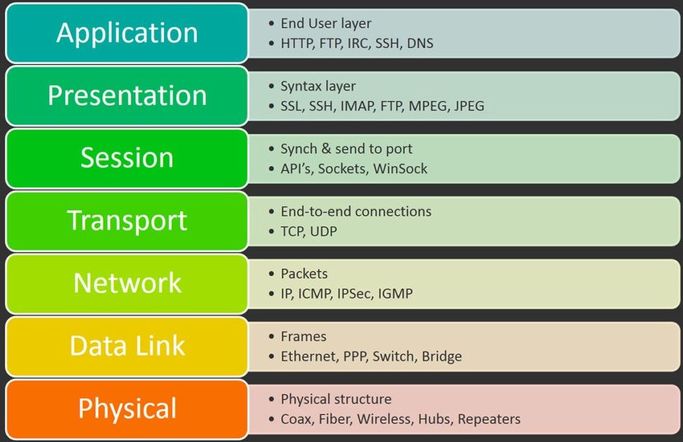 Application
• End User layer
• HTTP, FTP, IRC, SSH, DNS
Presentation
• Syntax layer
• SSL, SSH, IMAP, FTP, MPEG, JPEG
Session
• Synch & send to port
• API's, Sockets, WinSock
Transport
• End-to-end connections
• TCP, UDP
Network
• Packets
• IP, ICMP, IPSec, IGMP
Data Link
• Frames
• Ethernet, PPP, Switch, Bridge
Physical
• Physical structure
• Coax, Fiber, Wireless, Hubs, Repeaters